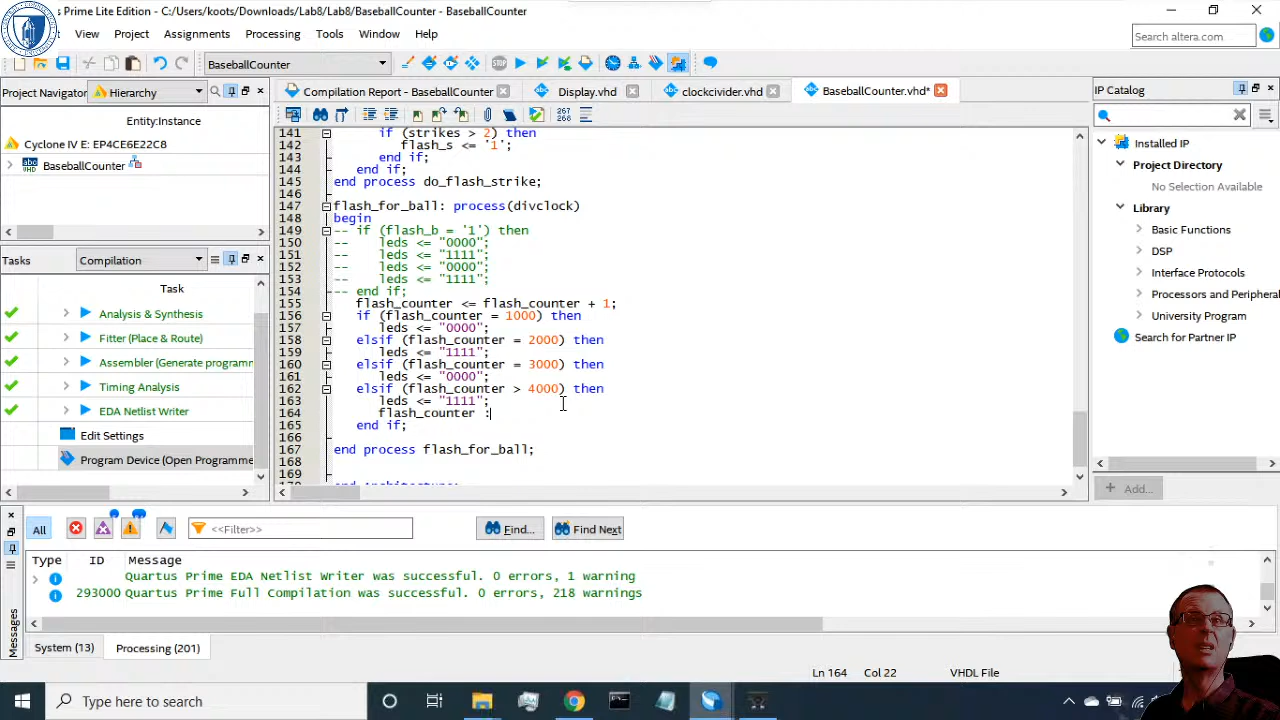 s Prime Lite Edition - C:/Users/koots/Downloads/Lab8/Lab8/BaseballCounter - BaseballCounter
View Project Assignments Processing Tools Window Help
Search altera.com
BaseballCounter
Project Navigator Hierarchy
Compilation Report - BaseballCounter Display.vhd clockcivider.vhd BaseballCounter.vhd*
IP Catalog
Entity:Instance
Cyclone IV E: EP4CE6E22C8
BaseballCounter
Tasks Compilation
Task
Analysis & Synthesis
Fitter (Place & Route)
Assembler (Generate programm
Timing Analysis
EDA Netlist Writer
Edit Settings
Program Device (Open Programme
267
268
141 if (strikes > 2) then
142 flash_s <= '1';
143 end if;
144 end if;
145 end process do_flash_strike;
146
147 flash_for_ball: process(divclock)
148 begin
149 -- if (flash_b = '1') then
150 -- leds <= "0000";
151 -- leds <= "1111";
152 -- leds <= "0000";
153 -- leds <= "1111";
154 -- end if;
155 flash_counter <= flash_counter + 1;
156 if (flash_counter = 1000) then
157 leds <= "0000";
158 elsif (flash_counter = 2000) then
159 leds <= "1111";
160 elsif (flash_counter = 3000) then
161 leds <= "0000";
162 elsif (flash_counter > 4000) then
163 leds <= "1111";
164 flash_counter :
165 end if;
166
167 end process flash_for_ball;
168
169
Installed IP
Project Directory
No Selection Available
Library
Basic Functions
DSP
Interface Protocols
Processors and Periphera
University Program
Search for Partner IP
+ Add...
All <<Filter>> Find... Find Next
Type ID Message
Quartus Prime EDA Netlist Writer was successful. 0 errors, 1 warning
293000 Quartus Prime Full Compilation was successful. 0 errors, 218 warnings
Messages
System (13) Processing (201)
Ln 164 Col 22 VHDL File
Type here to search